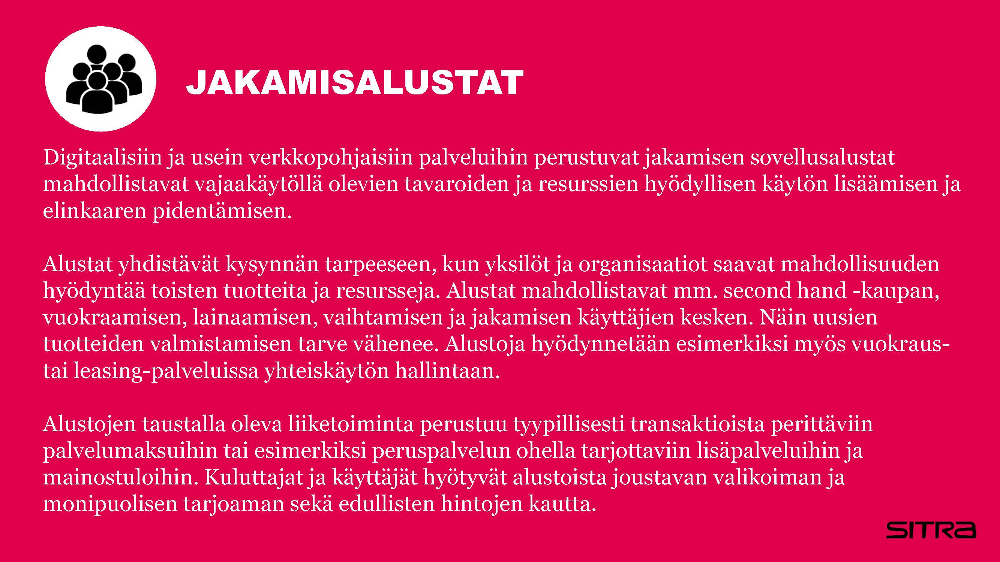 JAKAMISALUSTAT
Digitaalisiin ja usein verkkopohjaisiin palveluihin perustuvat jakamisen sovellusalustat
mahdollistavat vajaakäytöllä olevien tavaroiden ja resurssien hyödyllisen käytön lisäämisen ja
elinkaaren pidentämisen.
Alustat yhdistävät kysynnän tarpeeseen, kun yksilöt ja organisaatiot saavat mahdollisuuden
hyödyntää toisten tuotteita ja resursseja. Alustat mahdollistavat mm. second hand -kaupan,
vuokraamisen, lainaamisen, vaihtamisen ja jakamisen käyttäjien kesken. Näin uusien
tuotteiden valmistamisen tarve vähenee. Alustoja hyödynnetään esimerkiksi myös vuokraus-
tai leasing-palveluissa yhteiskäytön hallintaan.
Alustojen taustalla oleva liiketoiminta perustuu tyypillisesti transaktioista perittäviin
palvelumaksuihin tai esimerkiksi peruspalvelun ohella tarjottaviin lisäpalveluihin ja
mainostuloihin. Kuluttajat ja käyttäjät hyötyvät alustoista joustavan valikoiman ja
monipuolisen tarjoaman sekä edullisten hintojen kautta.
SITRA